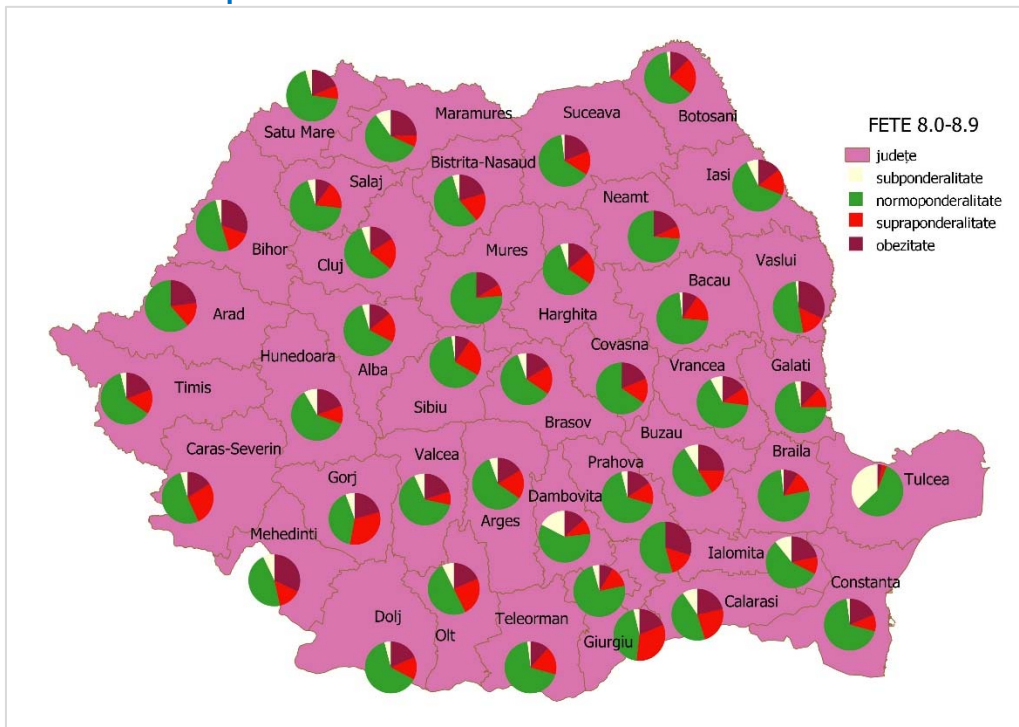 Maramures
Suceava
Botosani
Satu Mare
FETE 8.0-8.9
județe
subponderalitate
normoponderalitate
supraponderalitate
obezitate
Bistrita-Nasaud
Iasi
Salaj
Neamt
Bihor
Cluj
Mures
Bacau
Vaslui
Arad
Harghita
Hunedoara
Alba
Covasna
Vrancea
Galati
Timis
Sibiu
Brasov
Buzau
Caras-Severin
Gorj
Valcea
Prahova
Braila
Tulcea
Mehedinti
Arges
Dambovita
Ialomita
Constanta
Calarasi
Dolj
Olt
Teleorman
Giurgiu